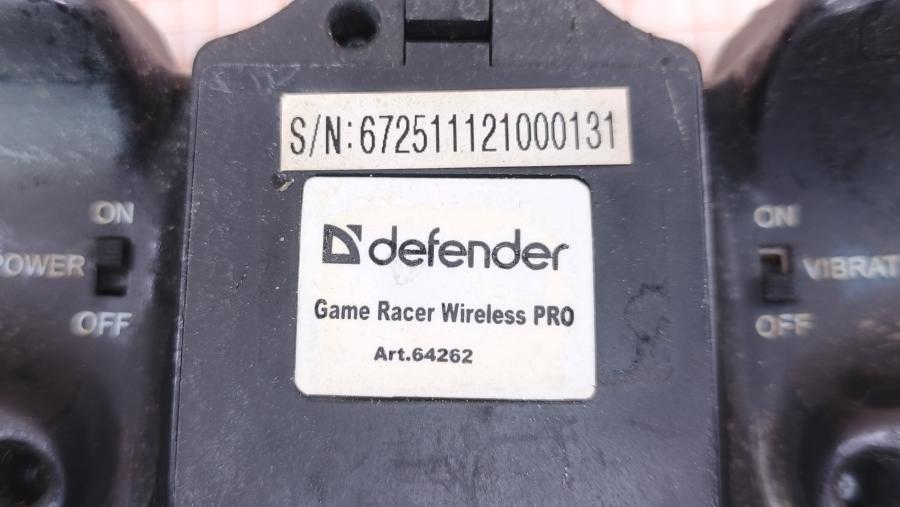 S/N:672511121000131
defender
Game Racer Wireless PRO
Art.64262
ON
POWER
OFF
ON
VIBRAT
OFF